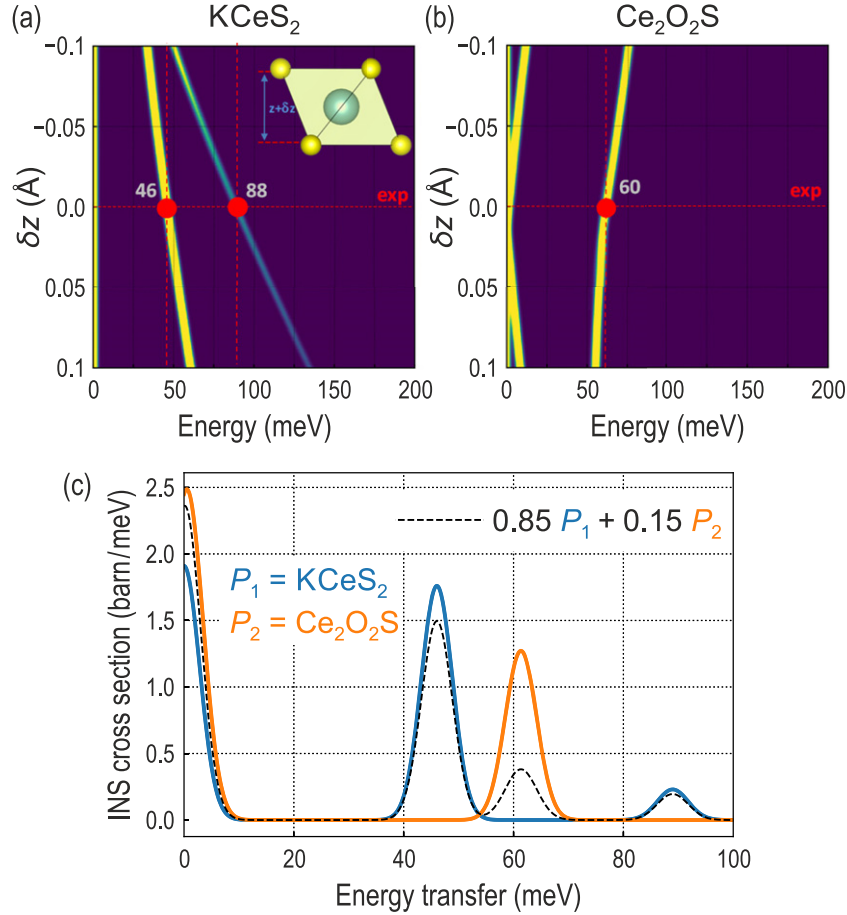 (a) KCeS2
(b) Ce2O2S
−0.1
−0.05
0.0
0.05
0.1
δz (Å)
z+δz
46
88
exp
0
50
100
150
200
Energy (meV)
−0.1
−0.05
0.0
0.05
0.1
δz (Å)
60
exp
0
50
100
150
200
Energy (meV)
(c)
2.5
2.0
1.5
1.0
0.5
0.0
INS cross section (barn/meV)
0.85 P1 + 0.15 P2
P1 = KCeS2
P2 = Ce2O2S
0
20
40
60
80
100
Energy transfer (meV)